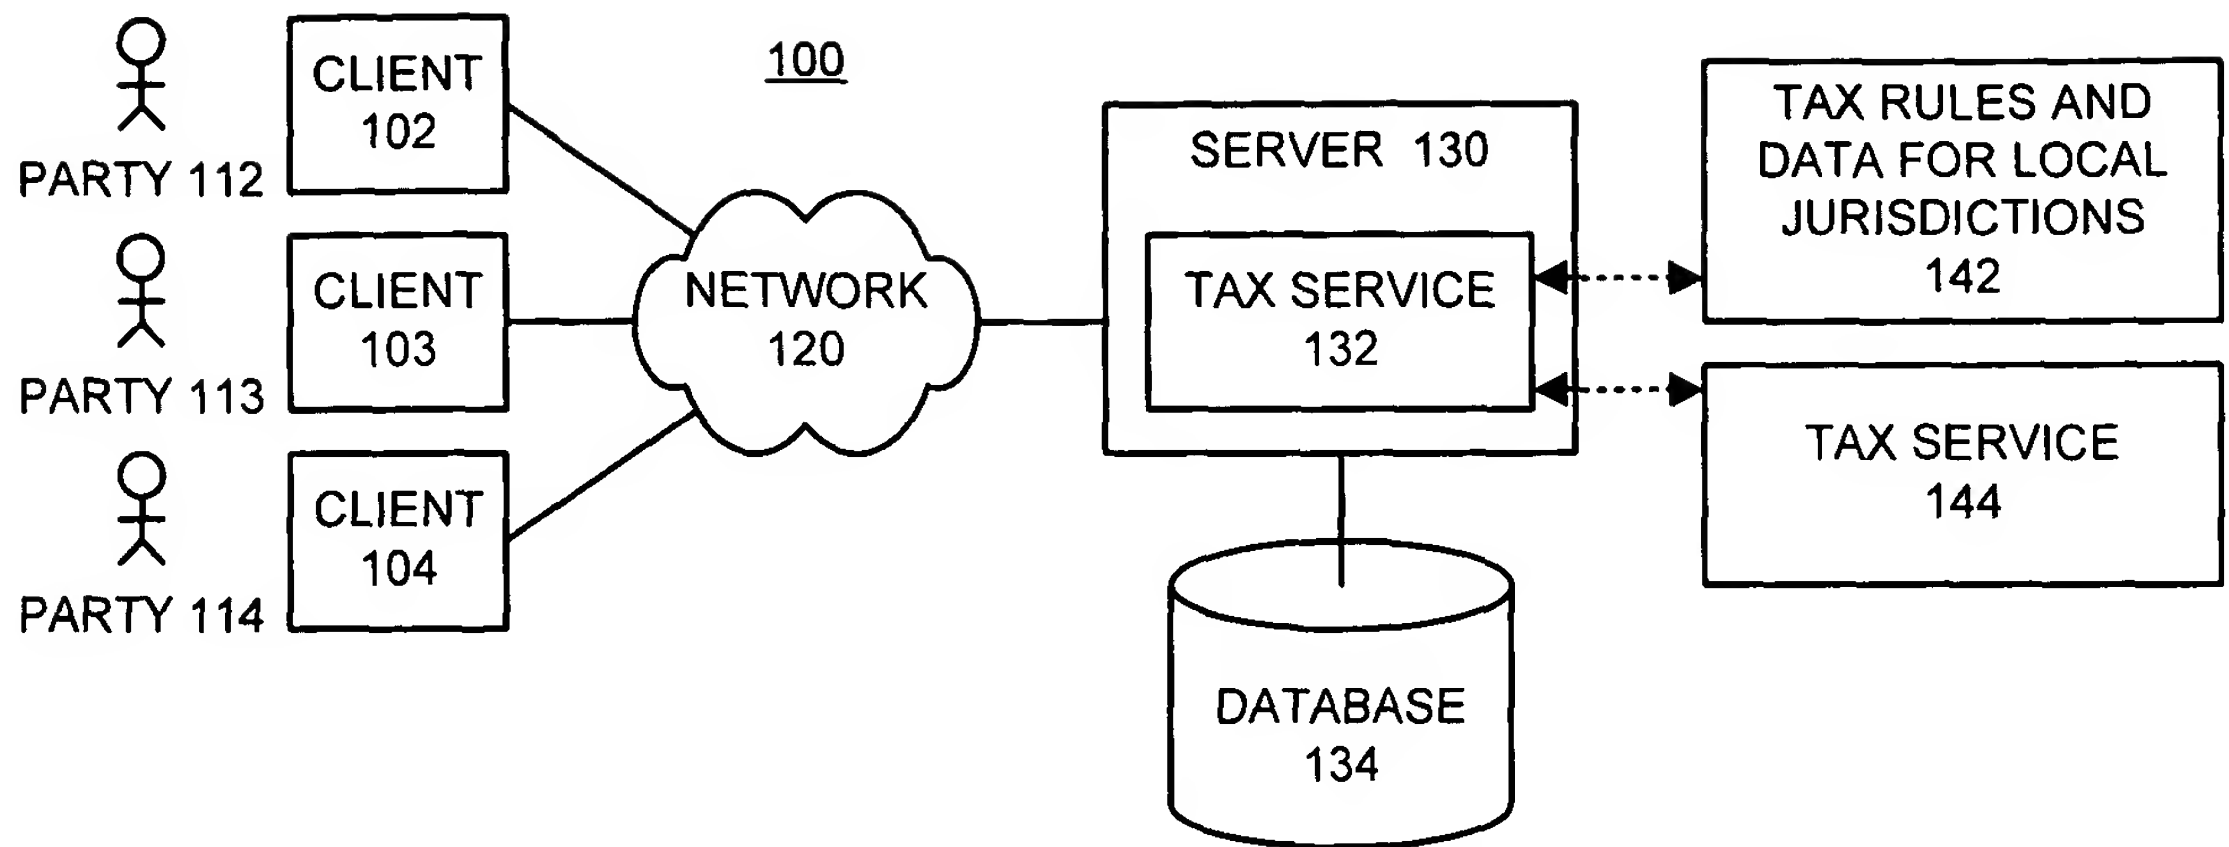 100
CLIENT
102
PARTY 112
CLIENT
103
PARTY 113
CLIENT
104
PARTY 114
NETWORK
120
SERVER 130
TAX SERVICE
132
DATABASE
134
TAX RULES AND
DATA FOR LOCAL
JURISDICTIONS
142
TAX SERVICE
144